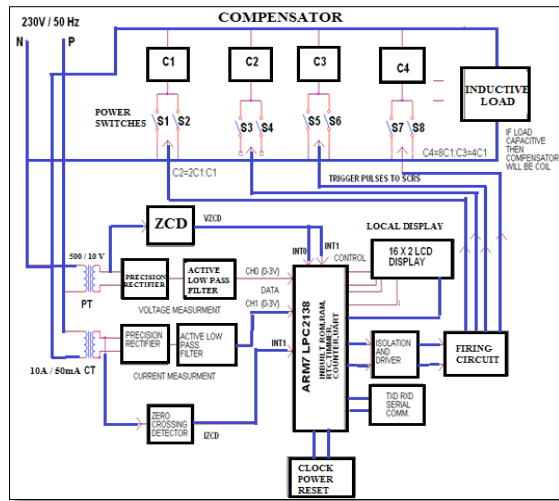 COMPENSATOR
230V / 50 Hz
N P
C1
C2
C3
C4
INDUCTIVE
LOAD
POWER
SWITCHES
S1 S2
S3 S4
S5 S6
S7 S8
C2=2C1:C1
C4=8C1:C3=4C1
IF LOAD
CAPACITIVE
THEN
COMPENSATOR
WILL BE COIL
TRIGGER PULSES TO SCRS
ZCD
VZCD
INT0
INT1
LOCAL DISPLAY
CONTROL
16 X 2 LCD
DISPLAY
500 / 10 V
PT
PRECISION
RECTIFIER
ACTIVE
LOW PASS
FILTER
CH0 (0-3V)
DATA
VOLTAGE MEASURMENT
CH1 (0-3V)
PRECISION
RECTIFIER
ACTIVE LOW
PASS
FILTER
INT1
CURRENT MEASURMENT
10A / 50mA
CT
ARM7 LPC2138
INBUILT ROM,RAM,
RTC,TIMMER,
COUNTER,UART
ISOLATION
AND
DRIVER
FIRING
CIRCUIT
TXD RXD
SERIAL
COMM.
ZERO
CROSSING
DETECTOR
IZCD
CLOCK
POWER
RESET